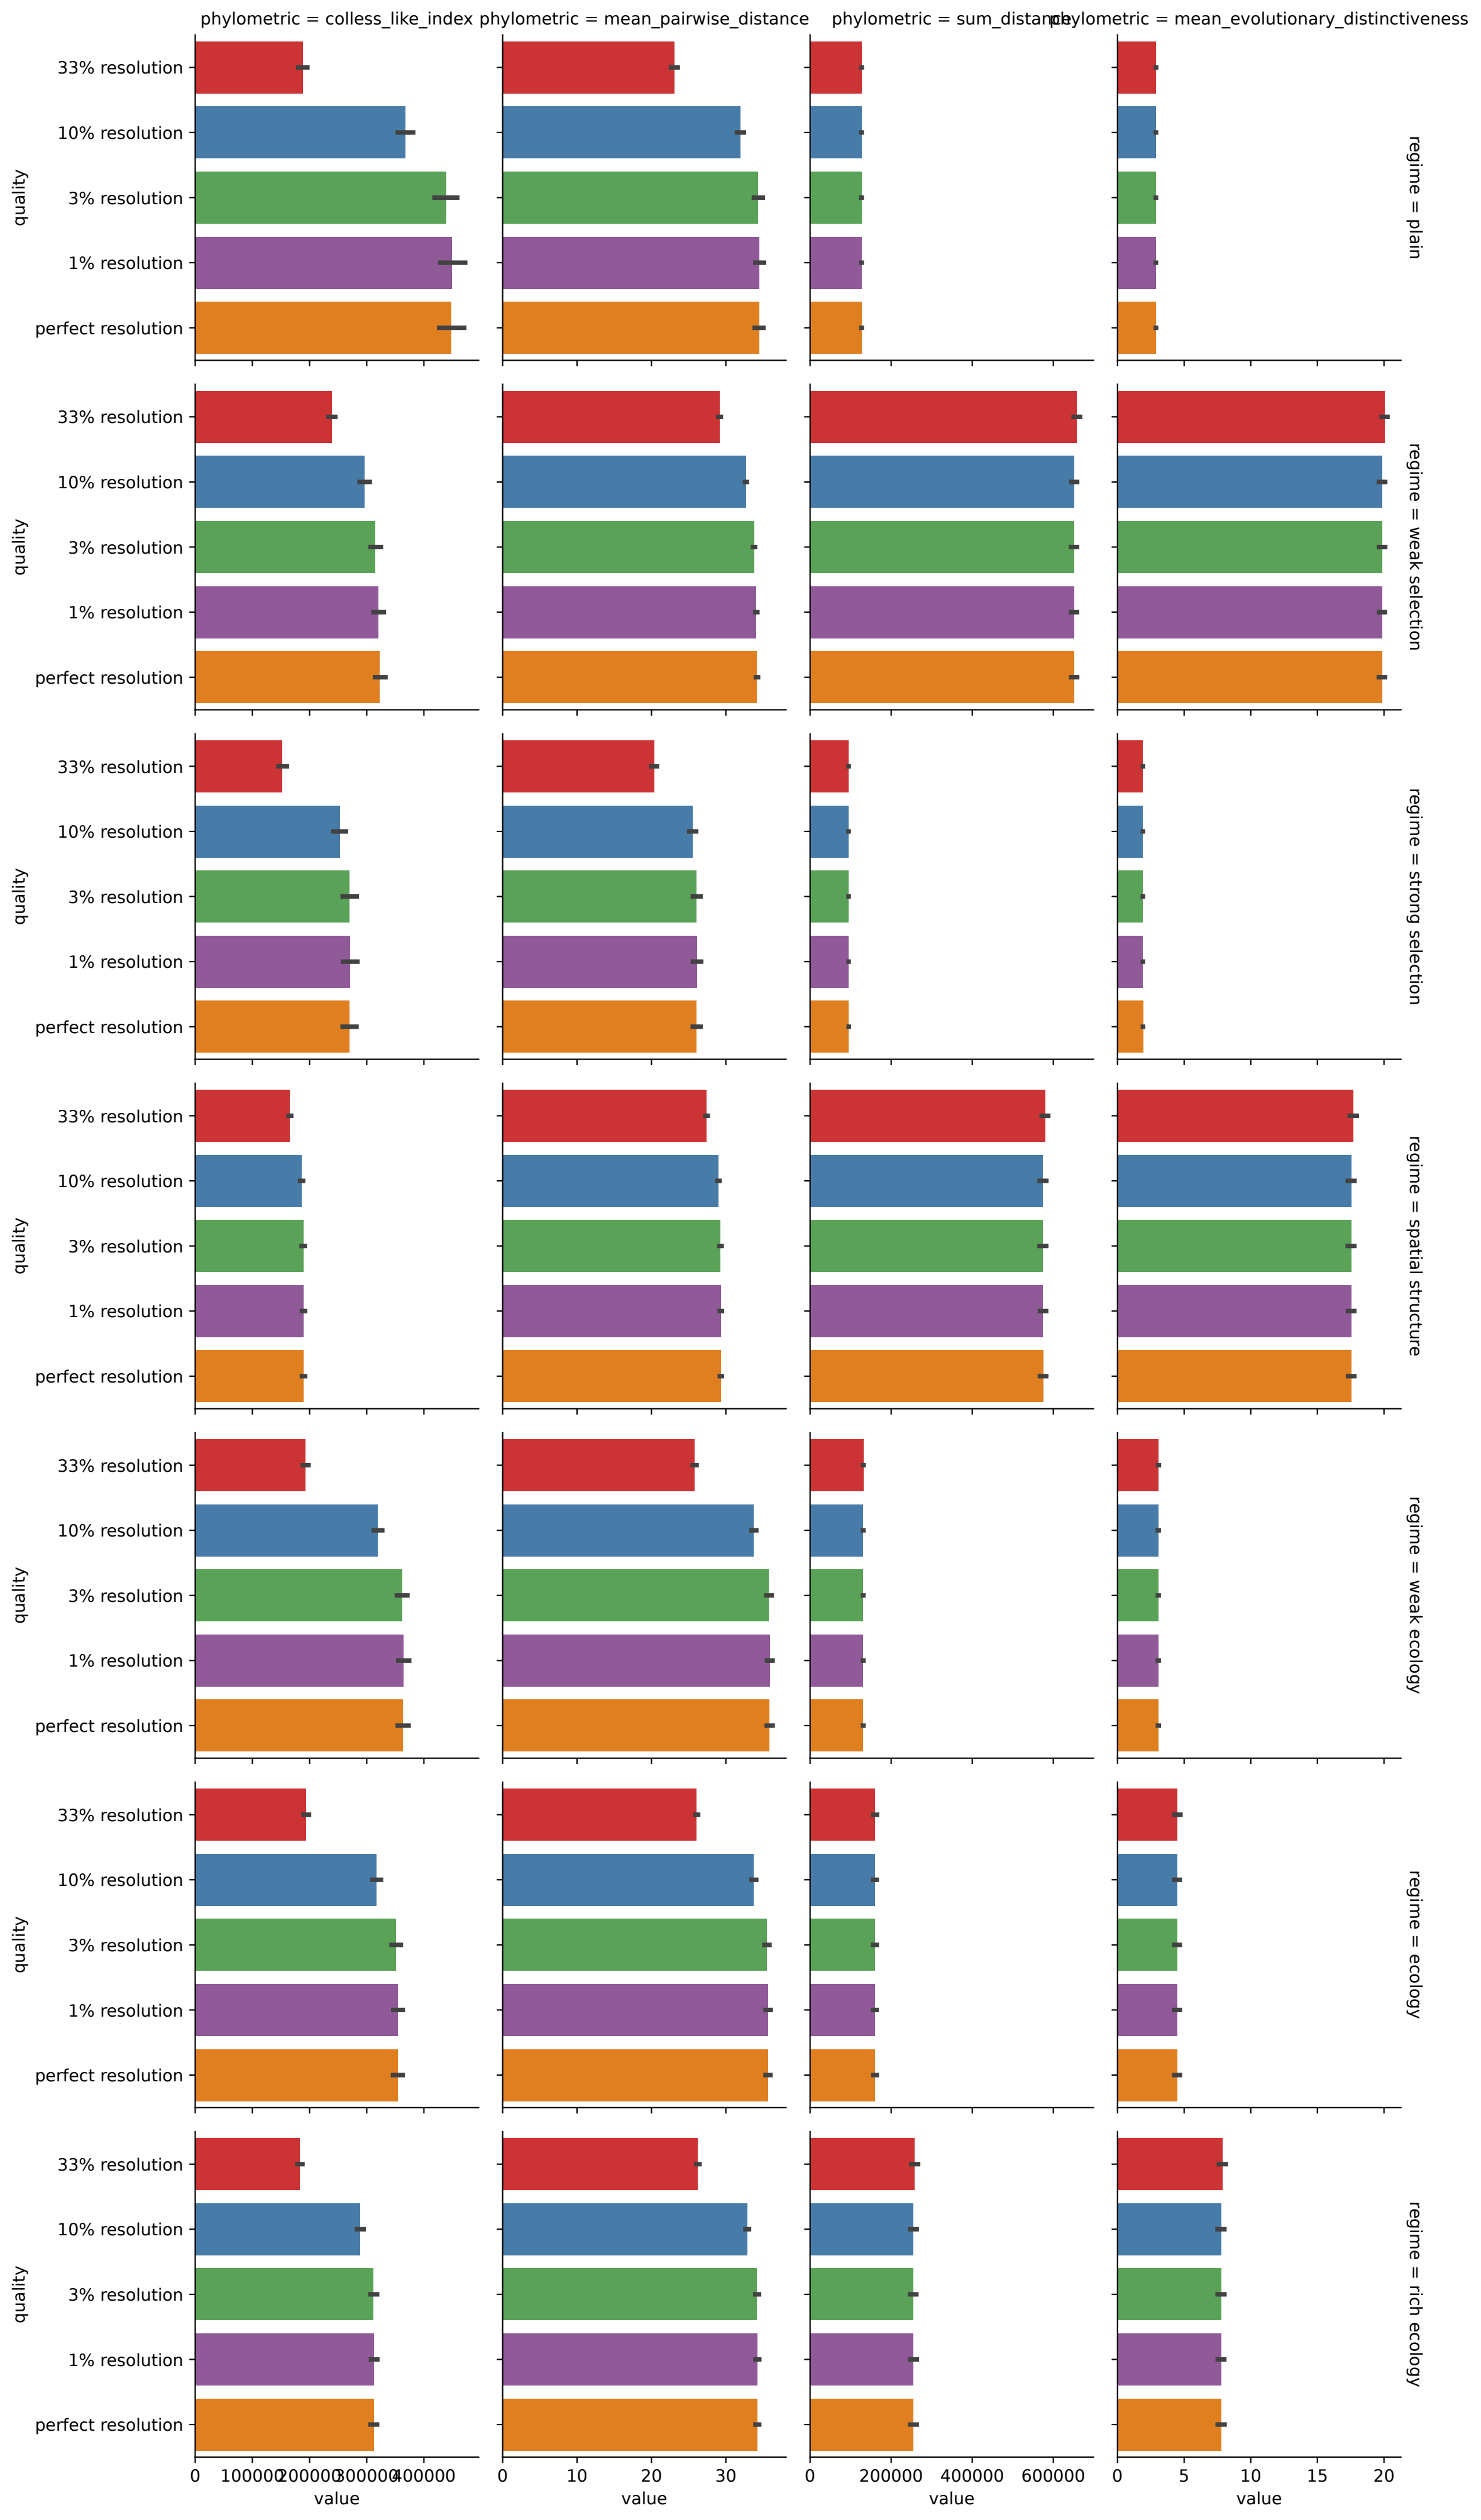 phylometric = colless_like_index
phylometric = mean_pairwise_distance
phylometric = sum_distance
phylometric = mean_evolutionary_distinctiveness
quality
33% resolution
10% resolution
3% resolution
1% resolution
perfect resolution
regime = plain
quality
33% resolution
10% resolution
3% resolution
1% resolution
perfect resolution
regime = weak selection
quality
33% resolution
10% resolution
3% resolution
1% resolution
perfect resolution
regime = strong selection
quality
33% resolution
10% resolution
3% resolution
1% resolution
perfect resolution
regime = spatial structure
quality
33% resolution
10% resolution
3% resolution
1% resolution
perfect resolution
regime = weak ecology
quality
33% resolution
10% resolution
3% resolution
1% resolution
perfect resolution
regime = ecology
quality
33% resolution
10% resolution
3% resolution
1% resolution
perfect resolution
regime = rich ecology
0 100000 200000 300000 400000
0 10 20 30
0 200000 400000 600000
0 5 10 15 20
value
value
value
value